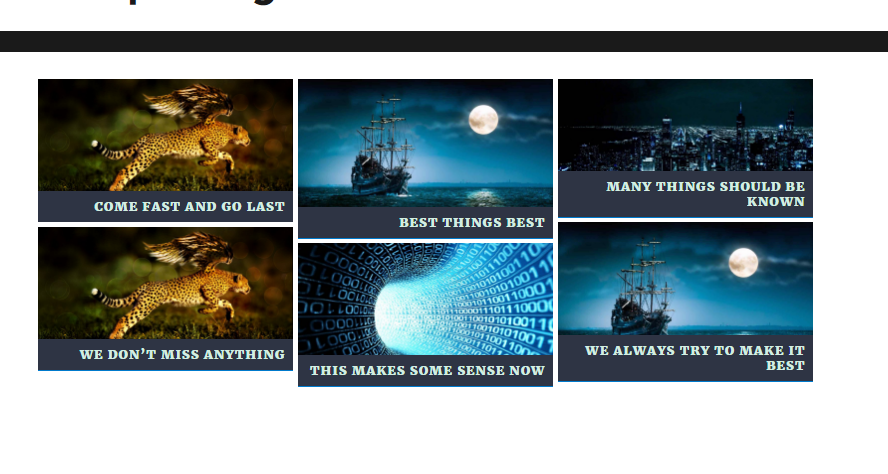 COME FAST AND GO LAST
BEST THINGS BEST
MANY THINGS SHOULD BE
KNOWN
WE DON'T MISS ANYTHING
THIS MAKES SOME SENSE NOW
WE ALWAYS TRY TO MAKE IT
BEST